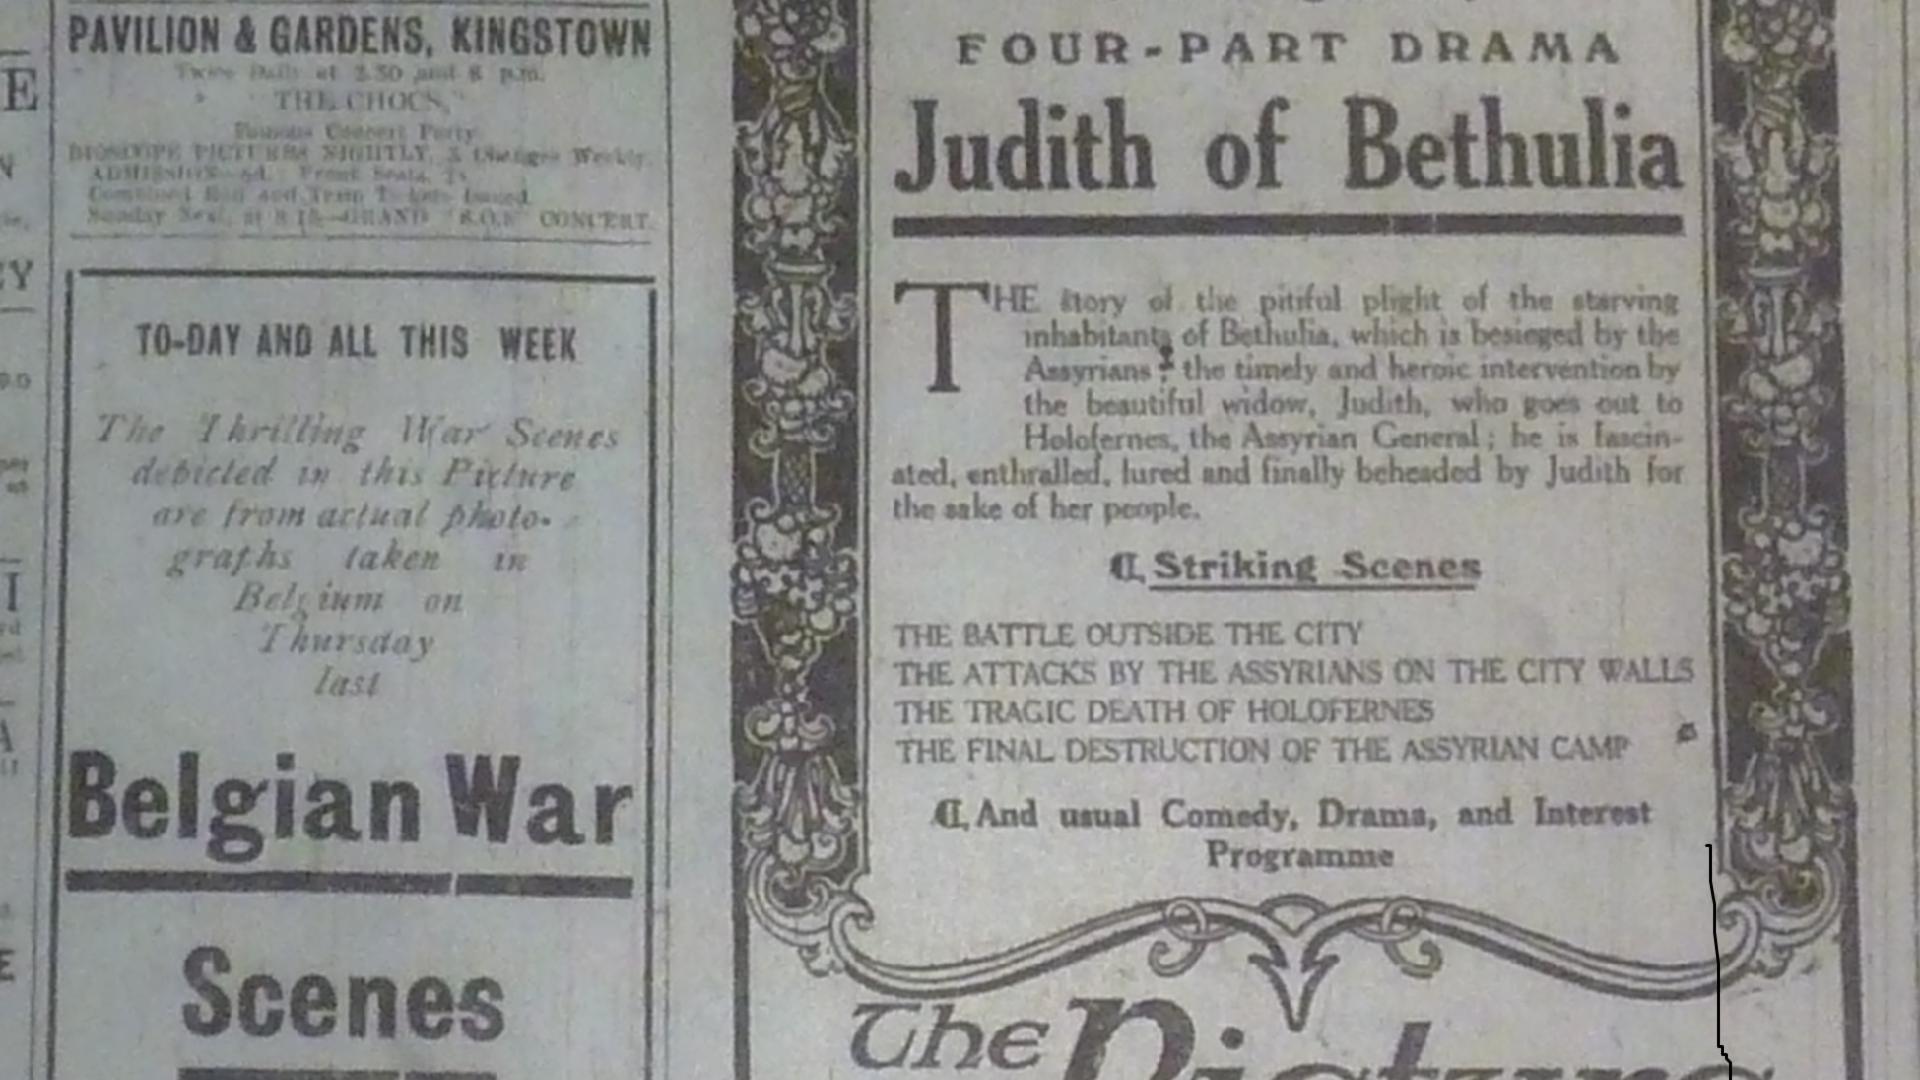 PAVILION & GARDENS, KINGSTOWN
Twice Daily at 3.30 and 8 p.m.
"THE CHOCS,"
Famous Concert Party
BIOSCOPE PICTURES NIGHTLY, 3 Changes Weekly.
ADMISSION Front Seats,
Combined Rail and Train Tickets Issued
Sunday Next, at 8.15—GRAND CONCERT.
TO-DAY AND ALL THIS WEEK
The Thrilling War Scenes
depicted in this Picture
are from actual photo-
graphs taken in
Belgium on
Thursday
last
Belgian War
Scenes
FOUR-PART DRAMA
Judith of Bethulia
THE story of the pitiful plight of the starving
inhabitants of Bethulia, which is besieged by the
Assyrians; the timely and heroic intervention by
the beautiful widow, Judith, who goes out to
Holofernes, the Assyrian General; he is fascin-
ated, enthralled, lured and finally beheaded by Judith for
the sake of her people.
Striking Scenes
THE BATTLE OUTSIDE THE CITY
THE ATTACKS BY THE ASSYRIANS ON THE CITY WALLS
THE TRAGIC DEATH OF HOLOFERNES
THE FINAL DESTRUCTION OF THE ASSYRIAN CAMP
And usual Comedy, Drama, and Interest
Programme
The Picture